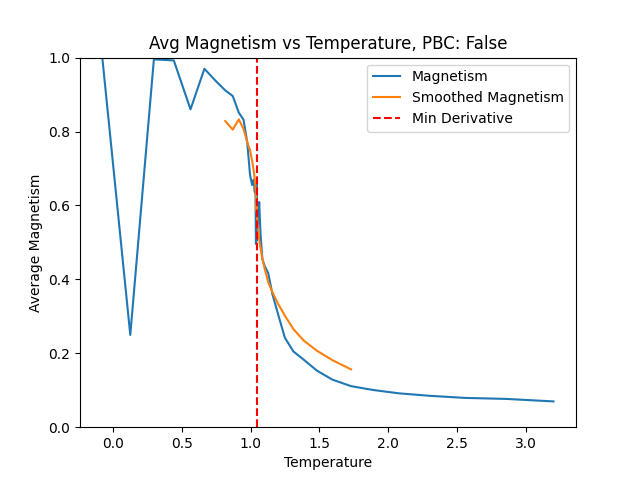 Avg Magnetism vs Temperature, PBC: False
Magnetism
Smoothed Magnetism
Min Derivative
Average Magnetism
1.0
0.8
0.6
0.4
0.2
0.0
0.0 0.5 1.0 1.5 2.0 2.5 3.0
Temperature